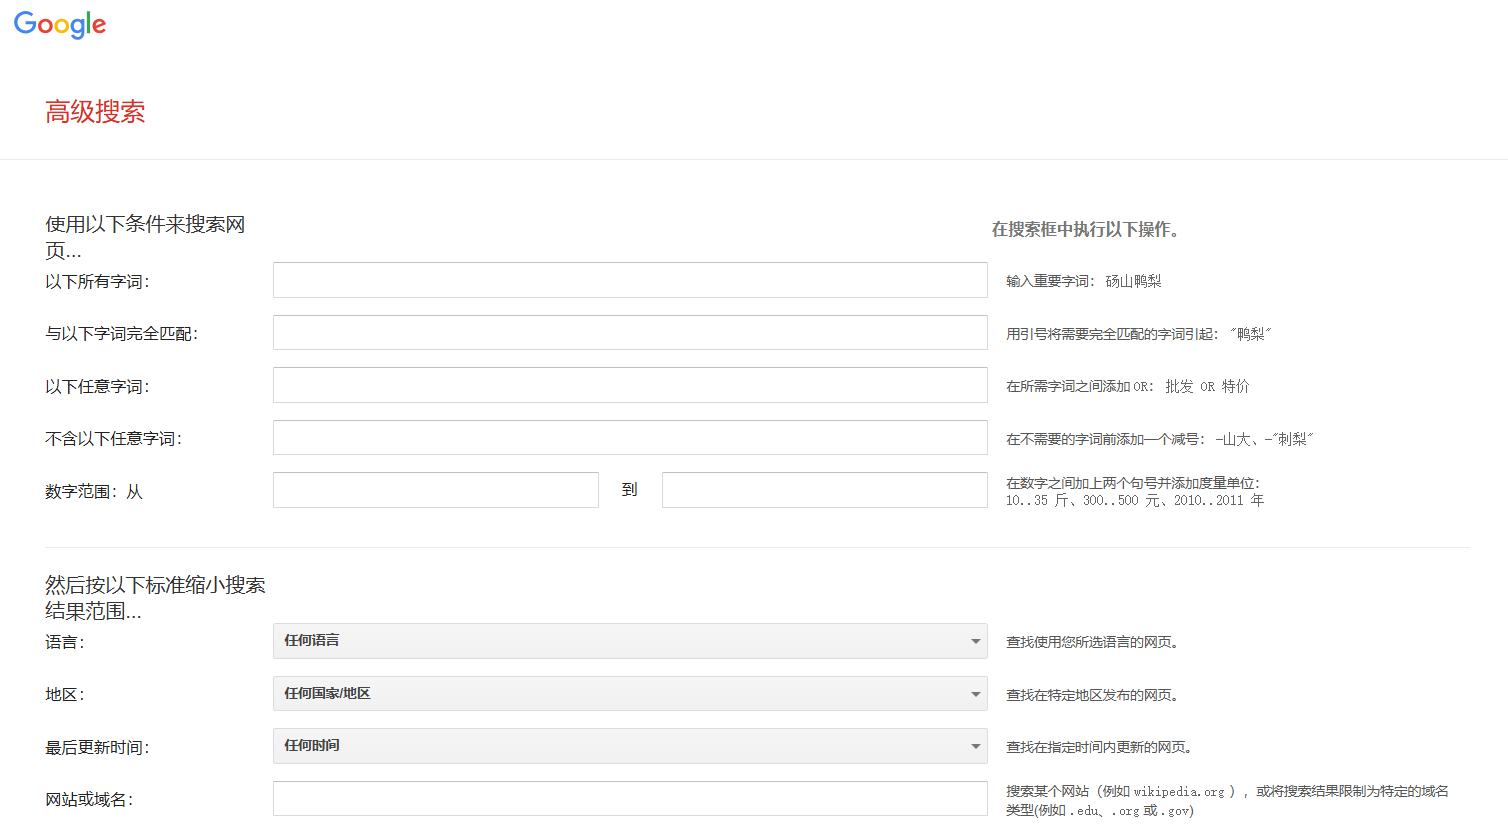 Google
高级搜索
使用以下条件来搜索网
页...
在搜索框中执行以下操作。
以下所有字词：
输入重要字词： 砀山鸭梨
与以下字词完全匹配：
用引号将需要完全匹配的字词引起： "鸭梨"
以下任意字词：
在所需字词之间添加 OR： 批发 OR 特价
不含以下任意字词：
在不需要的字词前添加一个减号： -山大、-"刺梨"
数字范围：从
到
在数字之间加上两个句号并添加度量单位：
10..35 斤、300..500 元、2010..2011 年
然后按以下标准缩小搜索
结果范围...
语言：
任何语言
查找使用您所选语言的网页。
地区：
任何国家/地区
查找在特定地区发布的网页。
最后更新时间：
任何时间
查找在指定时间内更新的网页。
网站或域名：
搜索某个网站（例如 wikipedia.org ），或将搜索结果限制为特定的域名
类型(例如 .edu、.org 或 .gov)